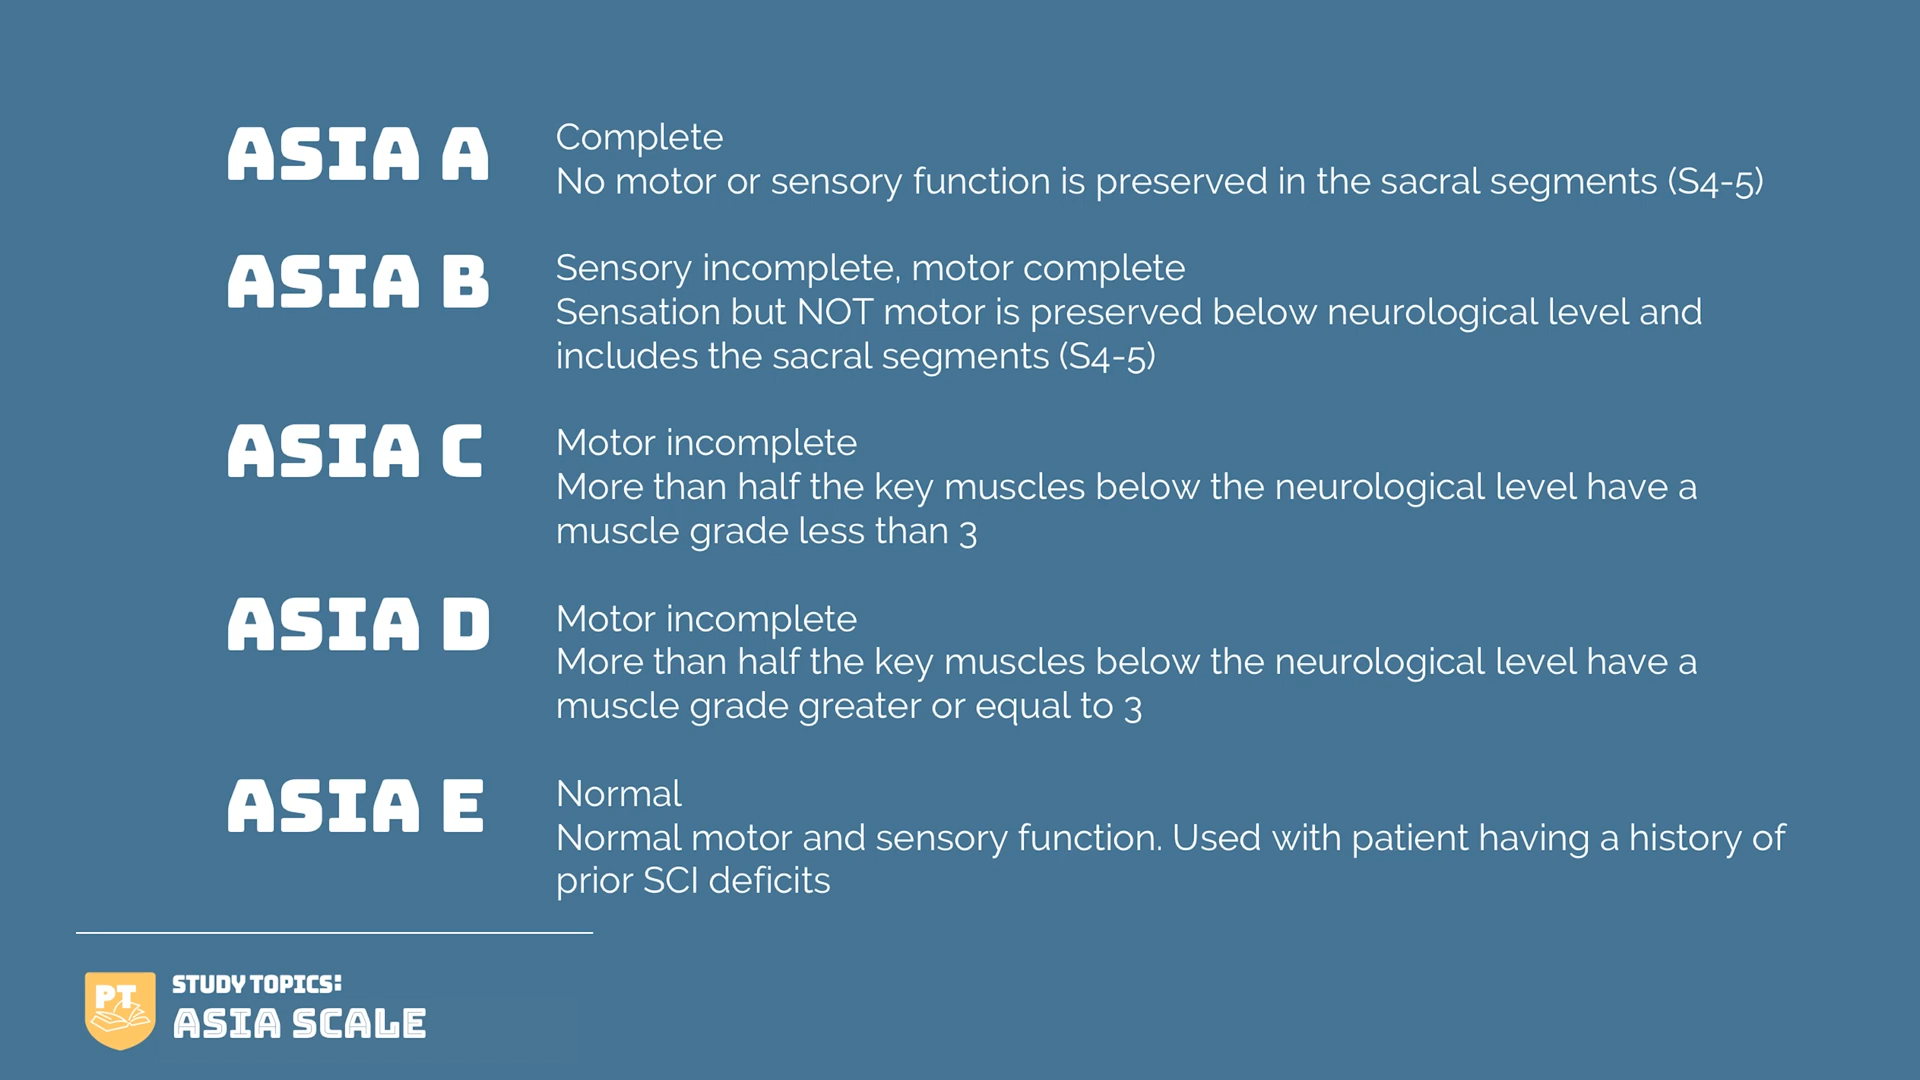 ASIA A
Complete
No motor or sensory function is preserved in the sacral segments (S4-5)
ASIA B
Sensory incomplete, motor complete
Sensation but NOT motor is preserved below neurological level and
includes the sacral segments (S4-5)
ASIA C
Motor incomplete
More than half the key muscles below the neurological level have a
muscle grade less than 3
ASIA D
Motor incomplete
More than half the key muscles below the neurological level have a
muscle grade greater or equal to 3
ASIA E
Normal
Normal motor and sensory function. Used with patient having a history of
prior SCI deficits
PT
STUDY TOPICS:
ASIA SCALE